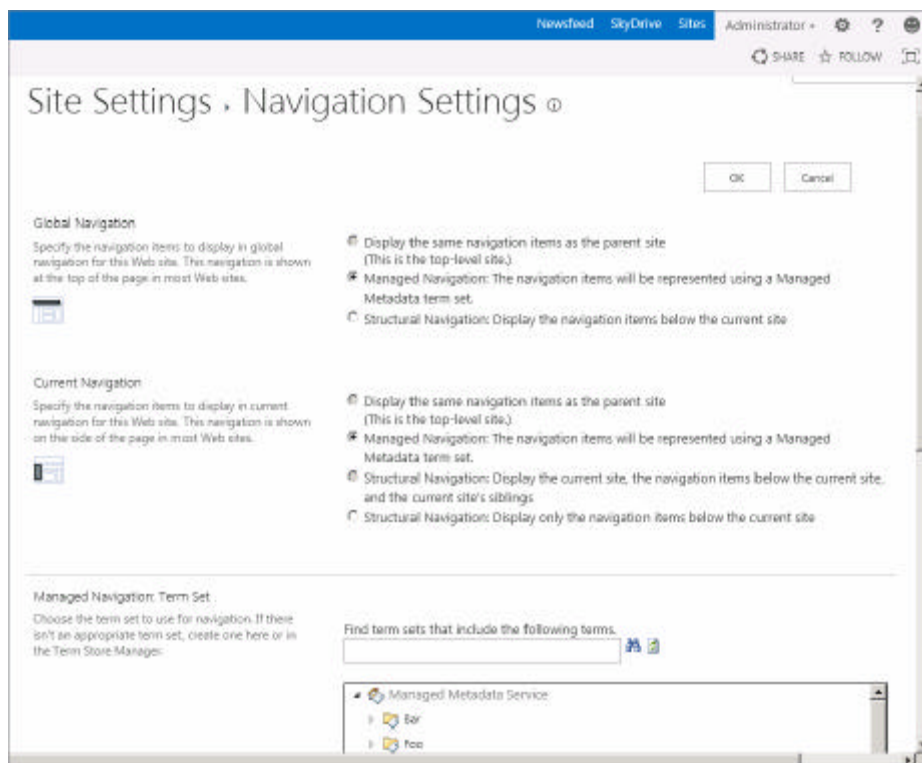 Newsfeed SkyDrive Sites Administrator ?
SHARE FOLLOW
Site Settings › Navigation Settings
OK Cancel
Global Navigation
Specify the navigation items to display in global
navigation for this Web site. This navigation is shown
at the top of the page in most Web sites.
Display the same navigation items as the parent site
(This is the top-level site.)
Managed Navigation: The navigation items will be represented using a Managed
Metadata term set.
Structural Navigation: Display the navigation items below the current site
Current Navigation
Specify the navigation items to display in current
navigation for this Web site. This navigation is shown
on the side of the page in most Web sites.
Display the same navigation items as the parent site
(This is the top-level site.)
Managed Navigation: The navigation items will be represented using a Managed
Metadata term set.
Structural Navigation: Display the current site, the navigation items below the current site,
and the current site's siblings
Structural Navigation: Display only the navigation items below the current site
Managed Navigation: Term Set
Choose the term set to use for navigation. If there
isn't an appropriate term set, create one here or in
the Term Store Manager.
Find term sets that include the following terms.
Managed Metadata Service
Bar
Foo